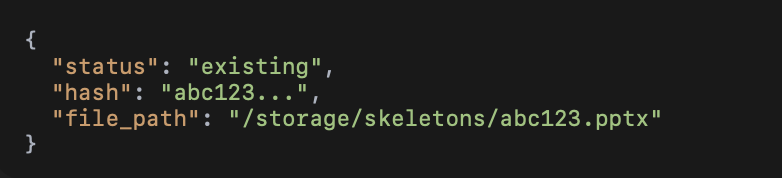 {
  "status": "existing",
  "hash": "abc123...",
  "file_path": "/storage/skeletons/abc123.pptx"
}